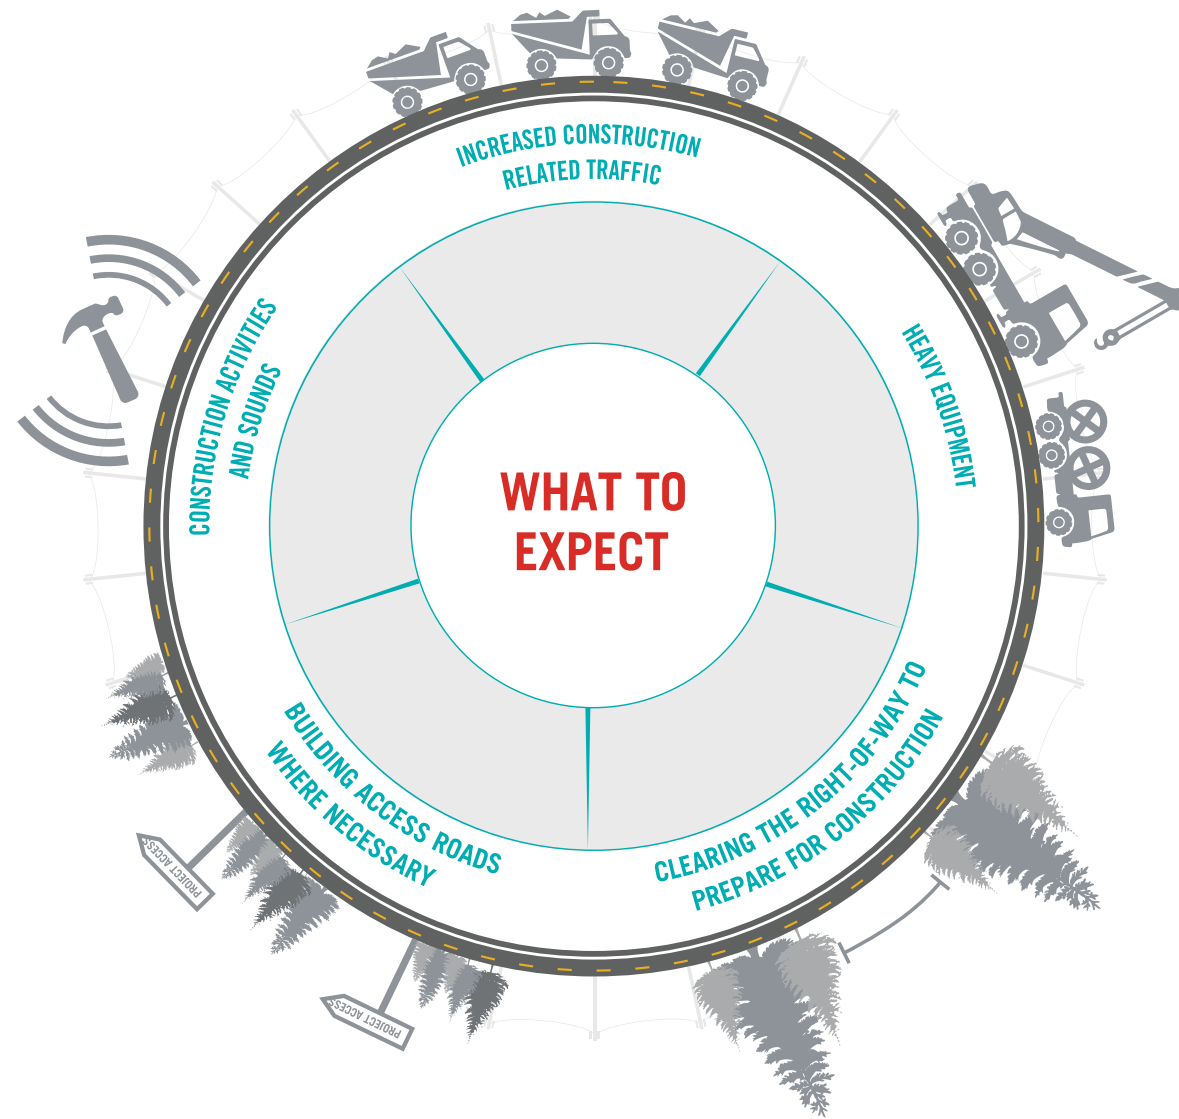 INCREASED CONSTRUCTION
RELATED TRAFFIC
HEAVY EQUIPMENT
CONSTRUCTION ACTIVITIES
AND SOUNDS
WHAT TO
EXPECT
CLEARING THE RIGHT-OF-WAY TO
PREPARE FOR CONSTRUCTION
BUILDING ACCESS ROADS
WHERE NECESSARY
PROJECT ACCESS
PROJECT ACCESS